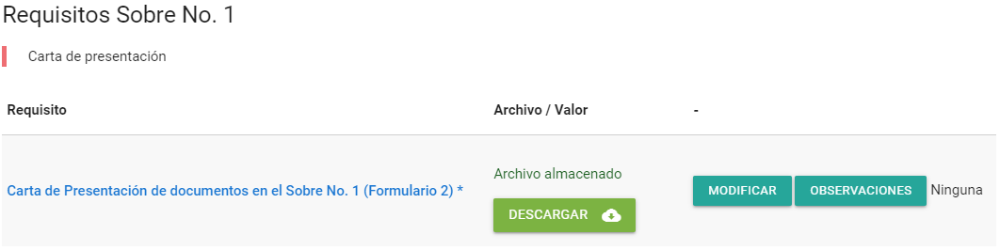 Requisitos Sobre No. 1
Carta de presentación
Requisito Archivo / Valor -
Archivo almacenado
Carta de Presentación de documentos en el Sobre No. 1 (Formulario 2) * MODIFICAR OBSERVACIONES Ninguna
DESCARGAR